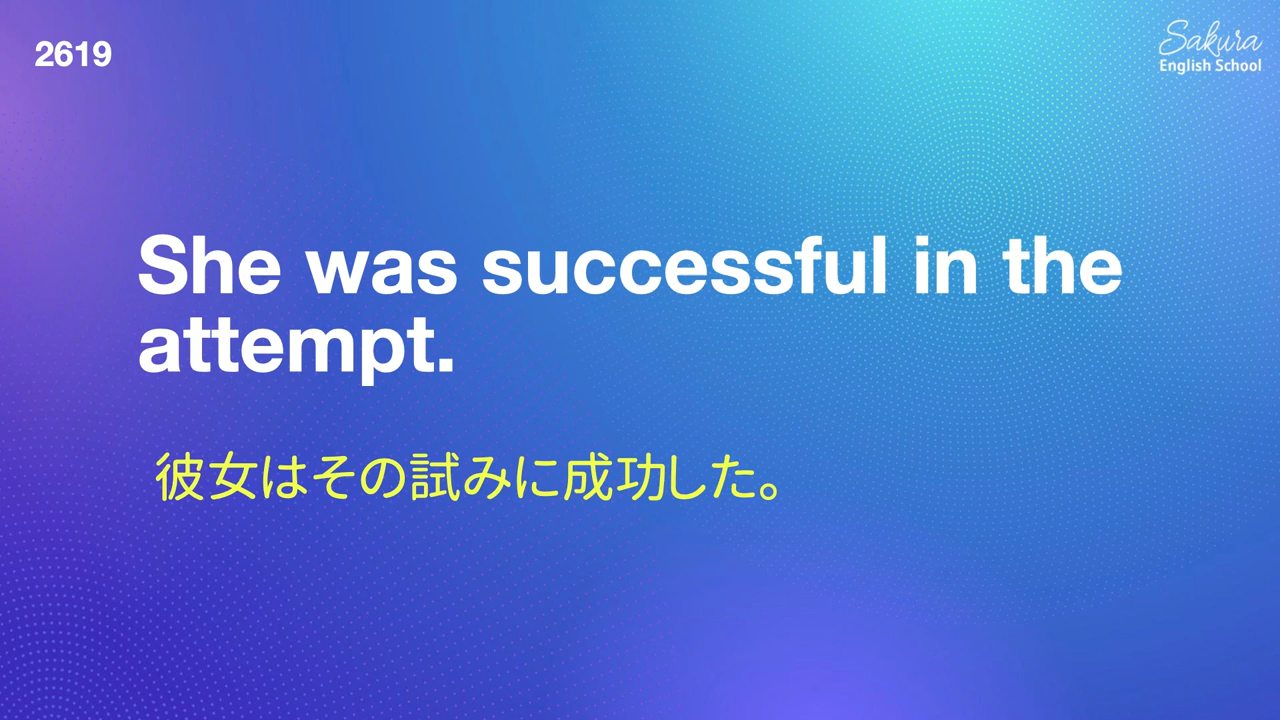 2619
Sakura
English School
She was successful in the
attempt.
彼女はその試みに成功した。